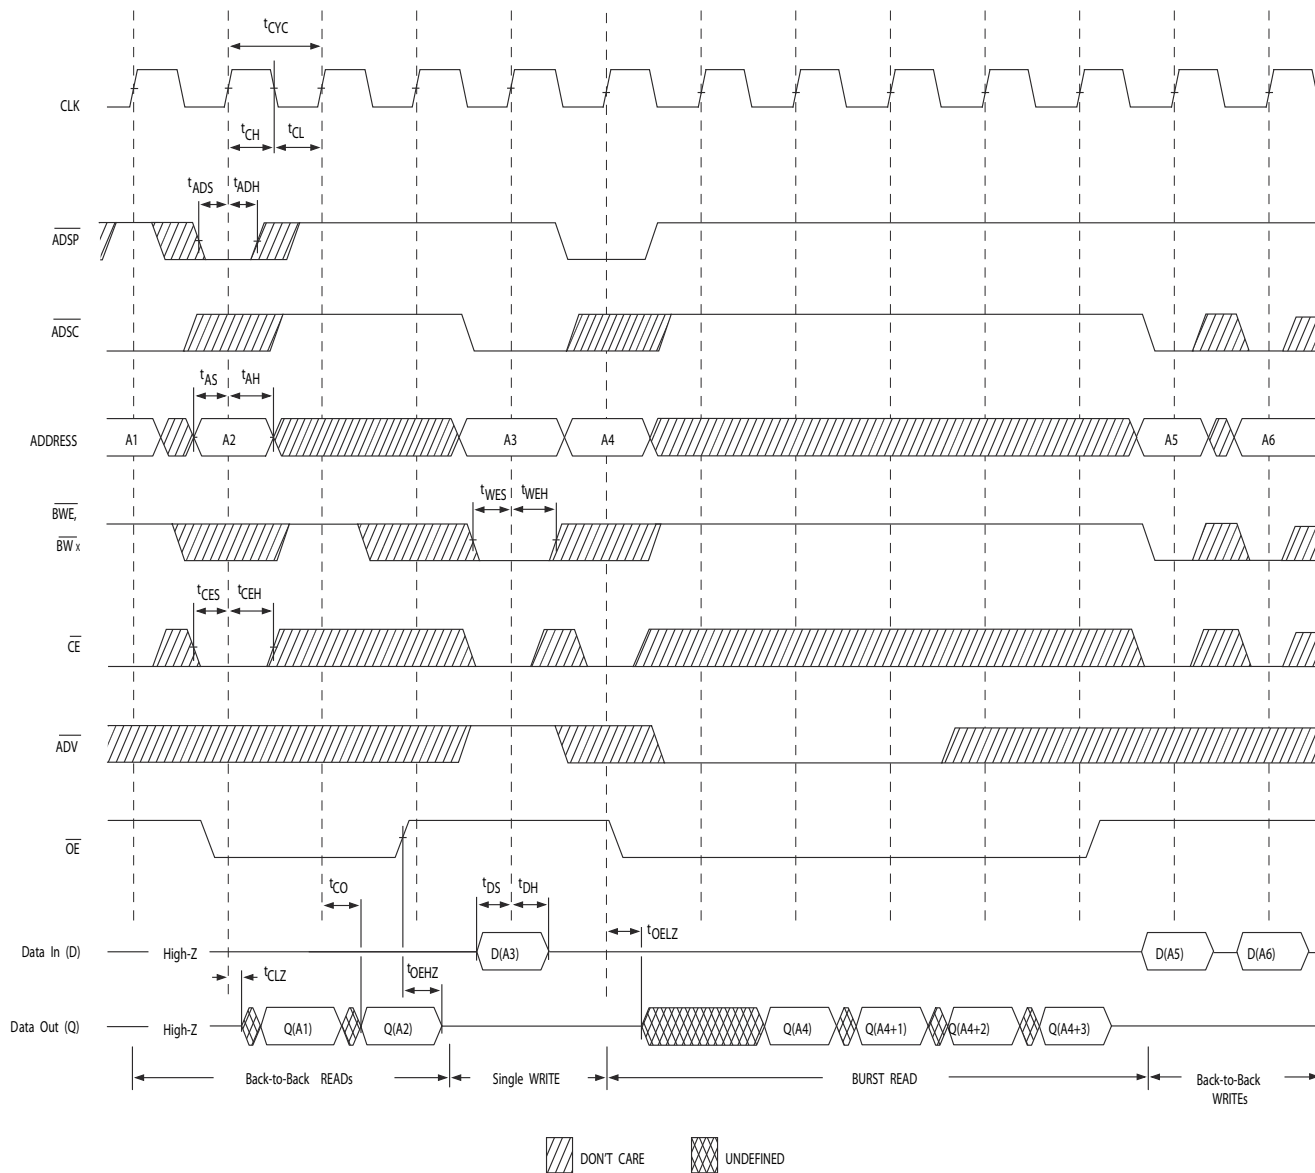 tCYC
CLK
tCH
tCL
tADS
tADH
ADSP
ADSC
tAS
tAH
ADDRESS
A1
A2
A3
A4
A5
A6
tWES
tWEH
BWE,
BW x
tCES
tCEH
CE
ADV
OE
tCO
tDS
tDH
tOELZ
Data In (D)
High-Z
D(A3)
D(A5)
D(A6)
tCLZ
tOEHZ
Data Out (Q)
High-Z
Q(A1)
Q(A2)
Q(A4)
Q(A4+1)
Q(A4+2)
Q(A4+3)
Back-to-Back READs
Single WRITE
BURST READ
Back-to-Back
WRITEs
DON'T CARE
UNDEFINED